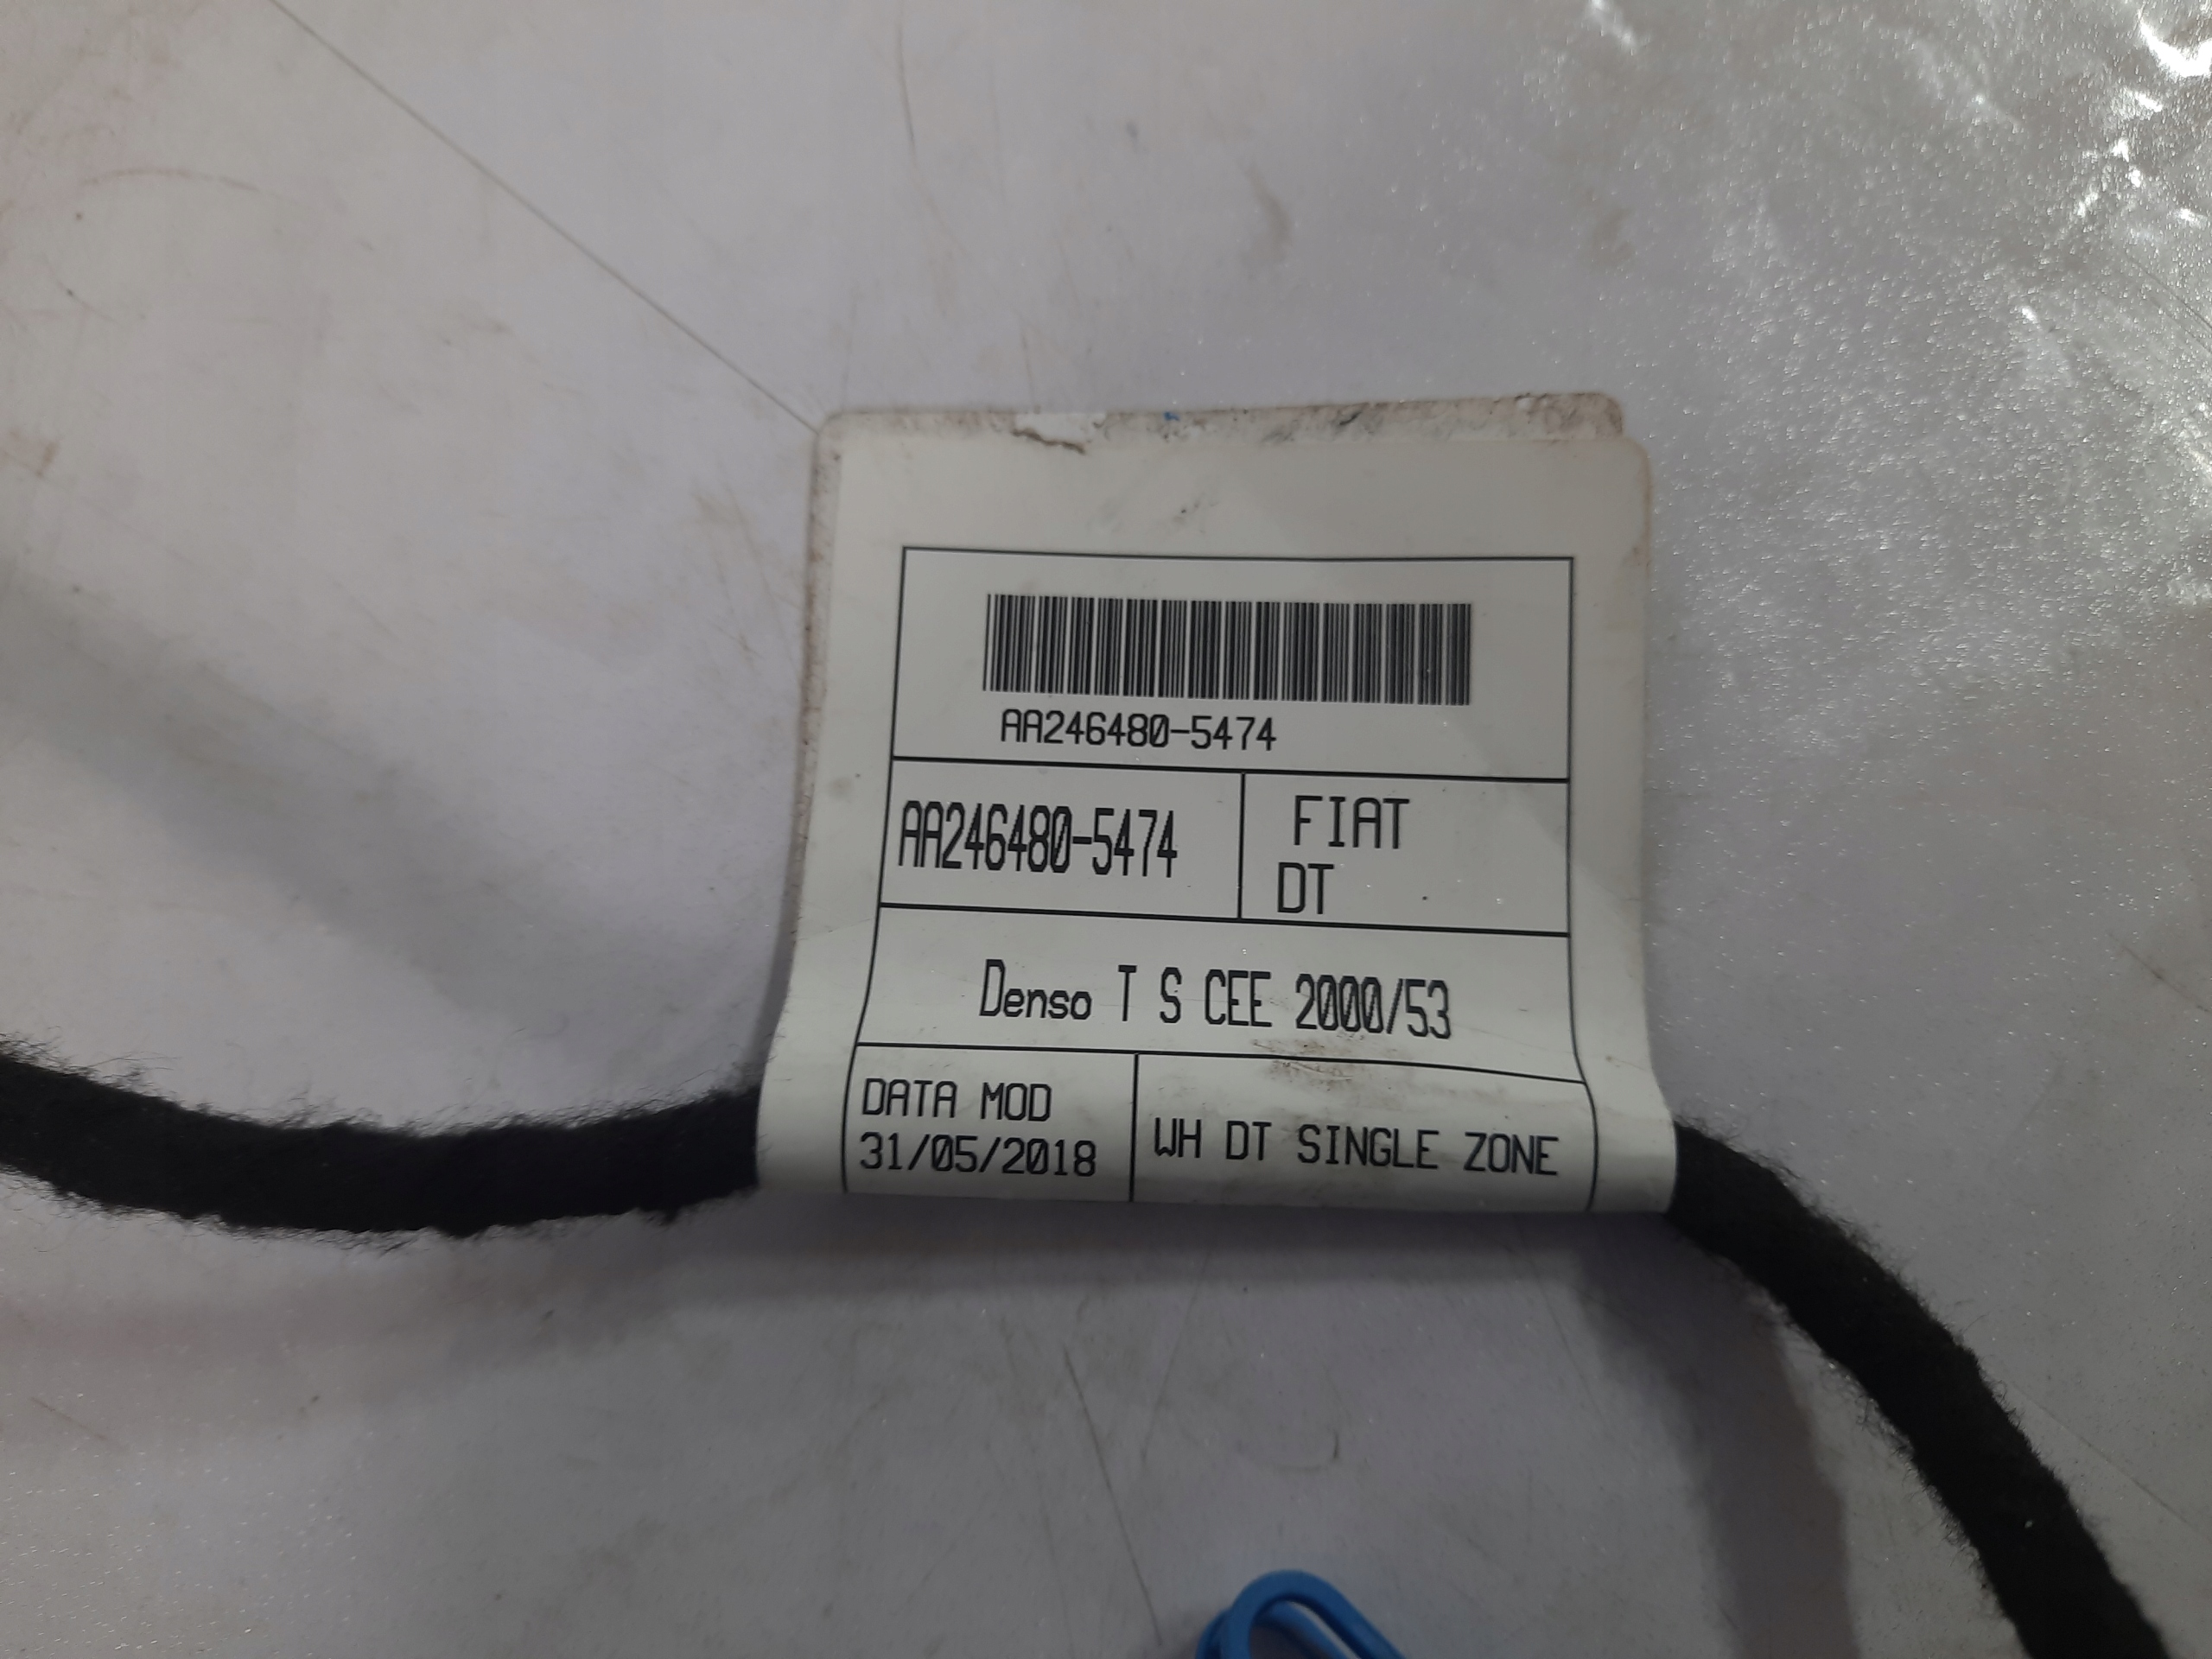 AA246480-5474
AA246480-5474
FIAT
DT
Denso T S CEE 2000/53
DATA MOD
31/05/2018
WH DT SINGLE ZONE